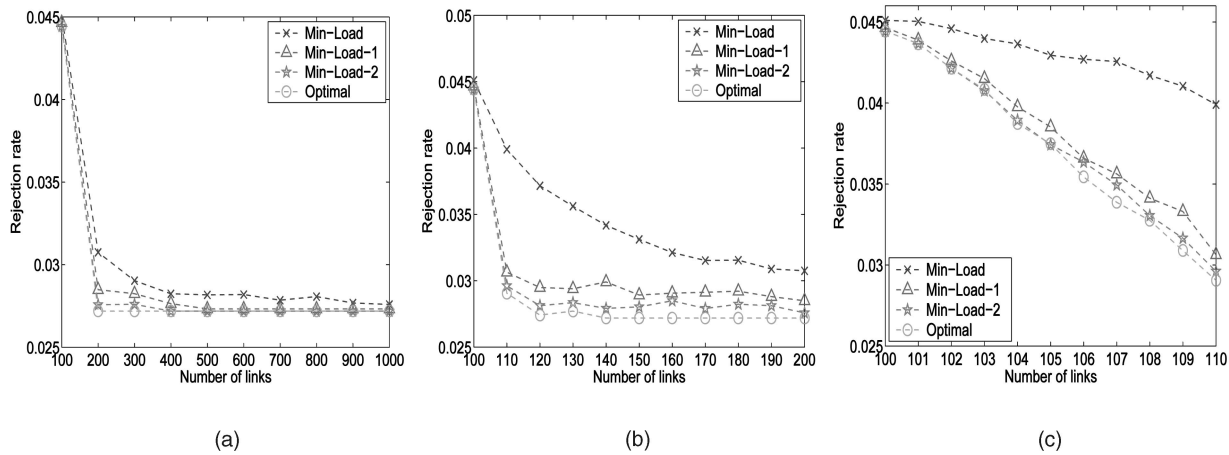 0.045
0.04
0.035
0.03
0.025
Rejection rate
100 200 300 400 500 600 700 800 900 1000
Number of links
Min-Load
Min-Load-1
Min-Load-2
Optimal
(a)
0.05
0.045
0.04
0.035
0.03
0.025
Rejection rate
100 110 120 130 140 150 160 170 180 190 200
Number of links
Min-Load
Min-Load-1
Min-Load-2
Optimal
(b)
0.045
0.04
0.035
0.03
0.025
Rejection rate
100 101 102 103 104 105 106 107 108 109 110
Number of links
Min-Load
Min-Load-1
Min-Load-2
Optimal
(c)